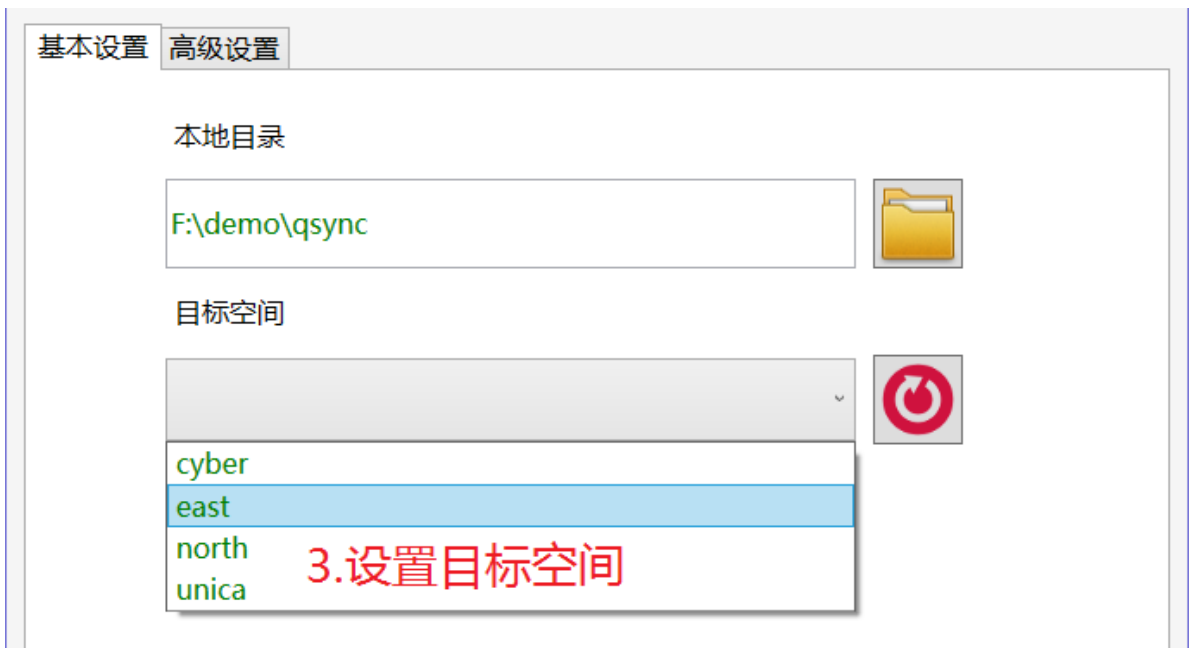 基本设置 高级设置
本地目录
F:\demo\qsync
目标空间
cyber
east
north
3.设置目标空间
unica